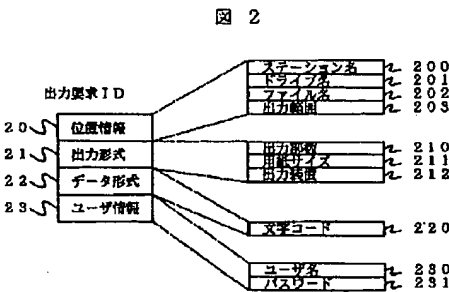 図 2
出力要求ID
20 位置情報
21 出力形式
22 データ形式
23 ユーザ情報
ステーション名 200
ドライブ名 201
ファイル名 202
出力範囲 203
出力部数 210
用紙サイズ 211
出力装置 212
文字コード 220
ユーザ名 230
パスワード 231